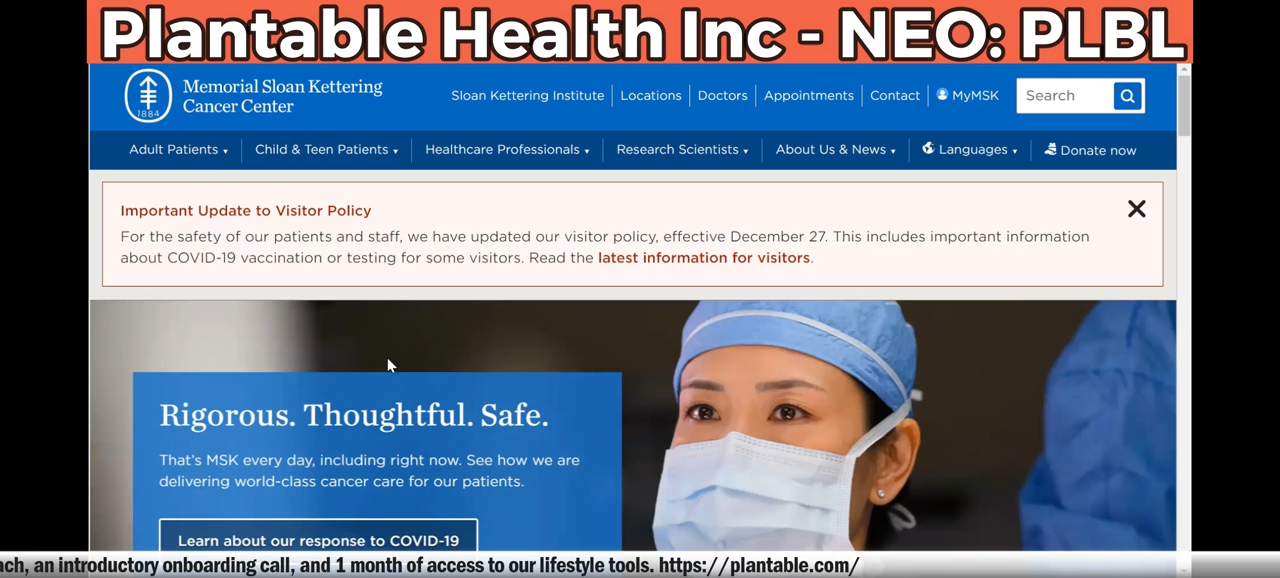 Plantable Health Inc - NEO: PLBL
1884
Memorial Sloan Kettering
Cancer Center
Sloan Kettering Institute
Locations
Doctors
Appointments
Contact
MyMSK
Search
Adult Patients
Child & Teen Patients
Healthcare Professionals
Research Scientists
About Us & News
Languages
Donate now
Important Update to Visitor Policy
For the safety of our patients and staff, we have updated our visitor policy, effective December 27. This includes important information
about COVID-19 vaccination or testing for some visitors. Read the latest information for visitors.
Rigorous. Thoughtful. Safe.
That's MSK every day, including right now. See how we are
delivering world-class cancer care for our patients.
Learn about our response to COVID-19
ach, an introductory onboarding call, and 1 month of access to our lifestyle tools. https://plantable.com/